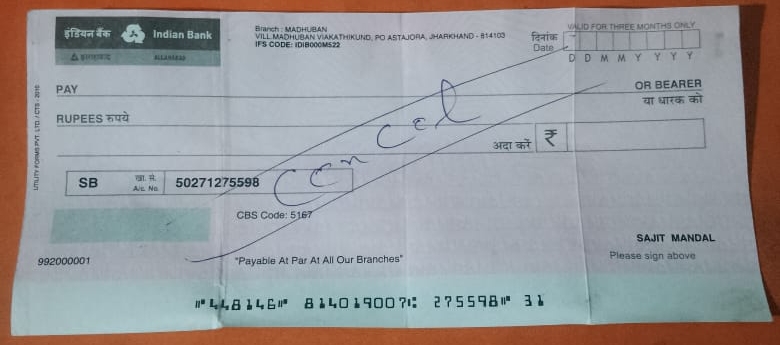 इंडियन बैंक Indian Bank
ALLAHABAD
Branch : MADHUBAN
VILL.MADHUBAN VIAKATHIKUND, PO ASTAJORA, JHARKHAND - 814103
IFS CODE: IDIB000M522
VALID FOR THREE MONTHS ONLY
दिनांक
Date
D D M M Y Y Y Y
PAY
OR BEARER
या धारक को
RUPEES रुपये
अदा करें ₹
Cencel
SB खा. सं. A/c. No. 50271275598
CBS Code: 5167
992000001
"Payable At Par At All Our Branches"
SAJIT MANDAL
Please sign above
UTILITY FORMS PVT. LTD. / CTS - 2010
⑈448146⑈ 814019007⑆ 275598⑈ 31